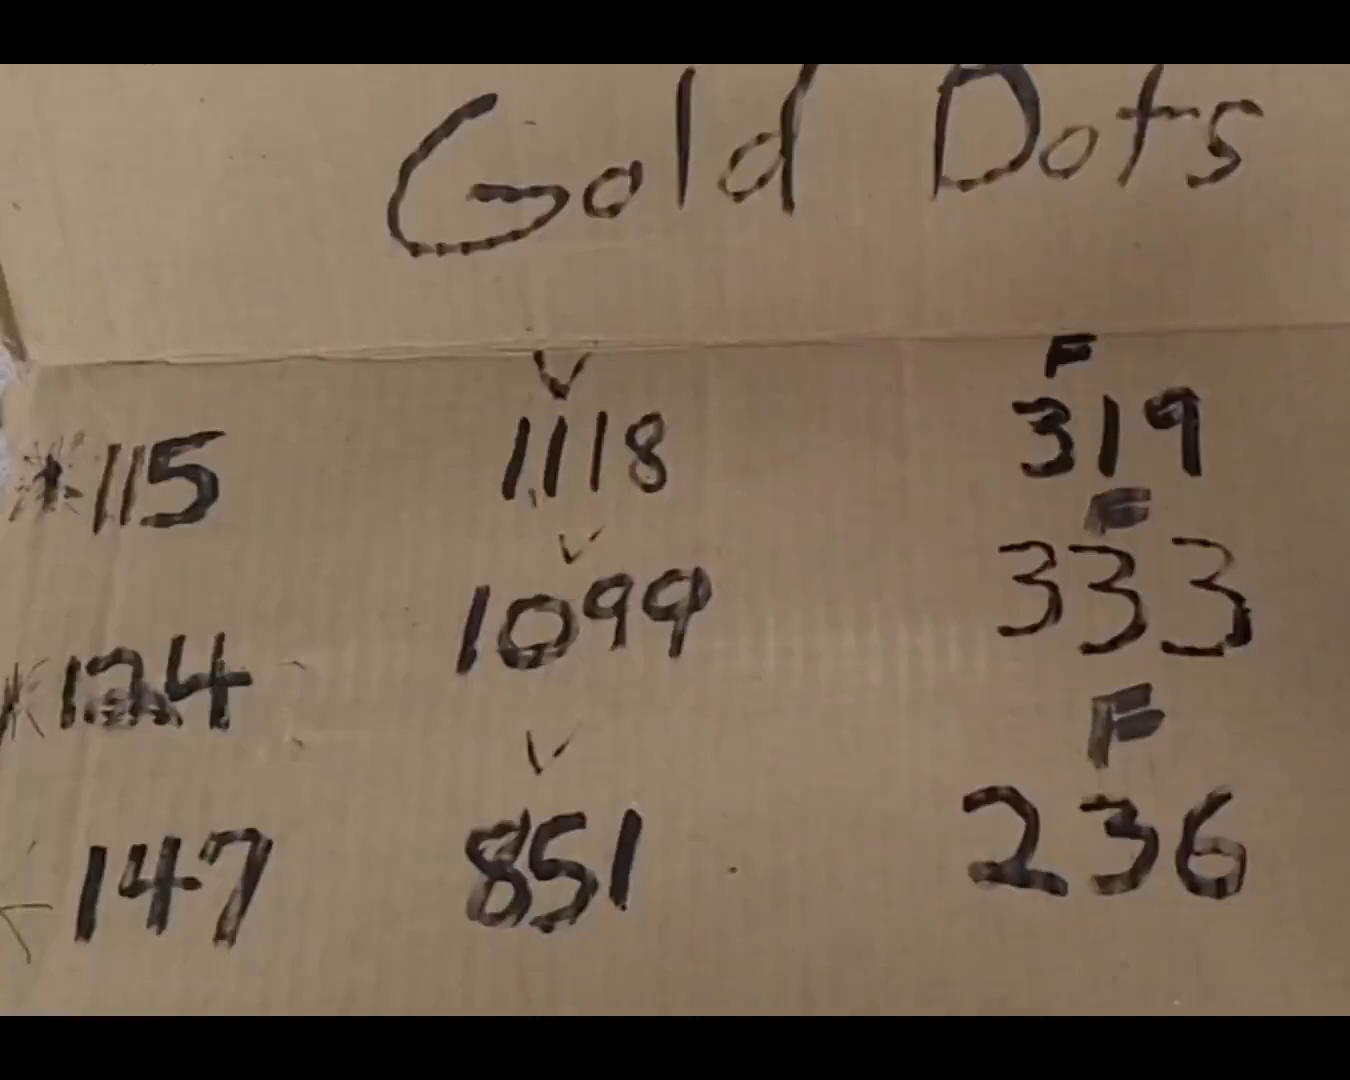 Gold Dots
V F
*115 1118 319
V F
*124 1099 333
V F
147 851 236